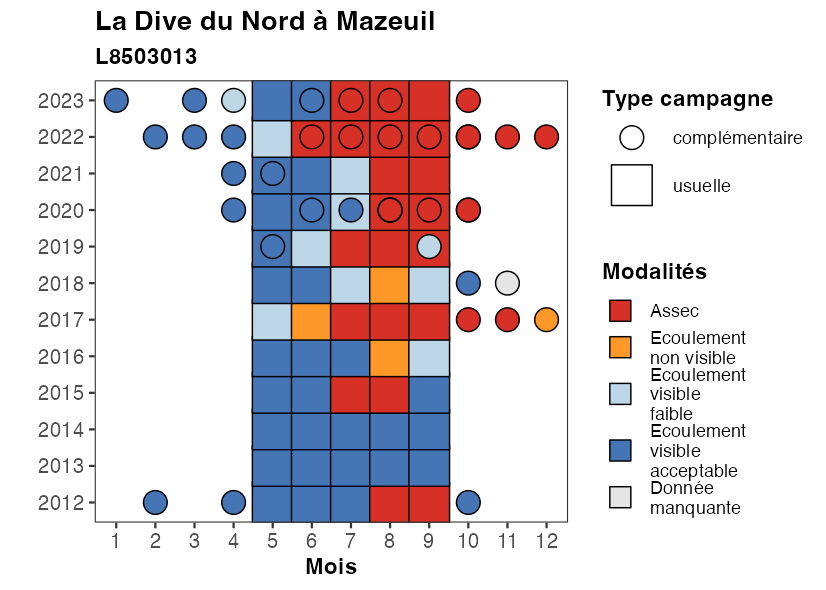 La Dive du Nord à Mazeuil
L8503013
2023
2022
2021
2020
2019
2018
2017
2016
2015
2014
2013
2012
1 2 3 4 5 6 7 8 9 10 11 12
Mois
Type campagne
complémentaire
usuelle
Modalités
Assec
Ecoulement
non visible
Ecoulement
visible
faible
Ecoulement
visible
acceptable
Donnée
manquante